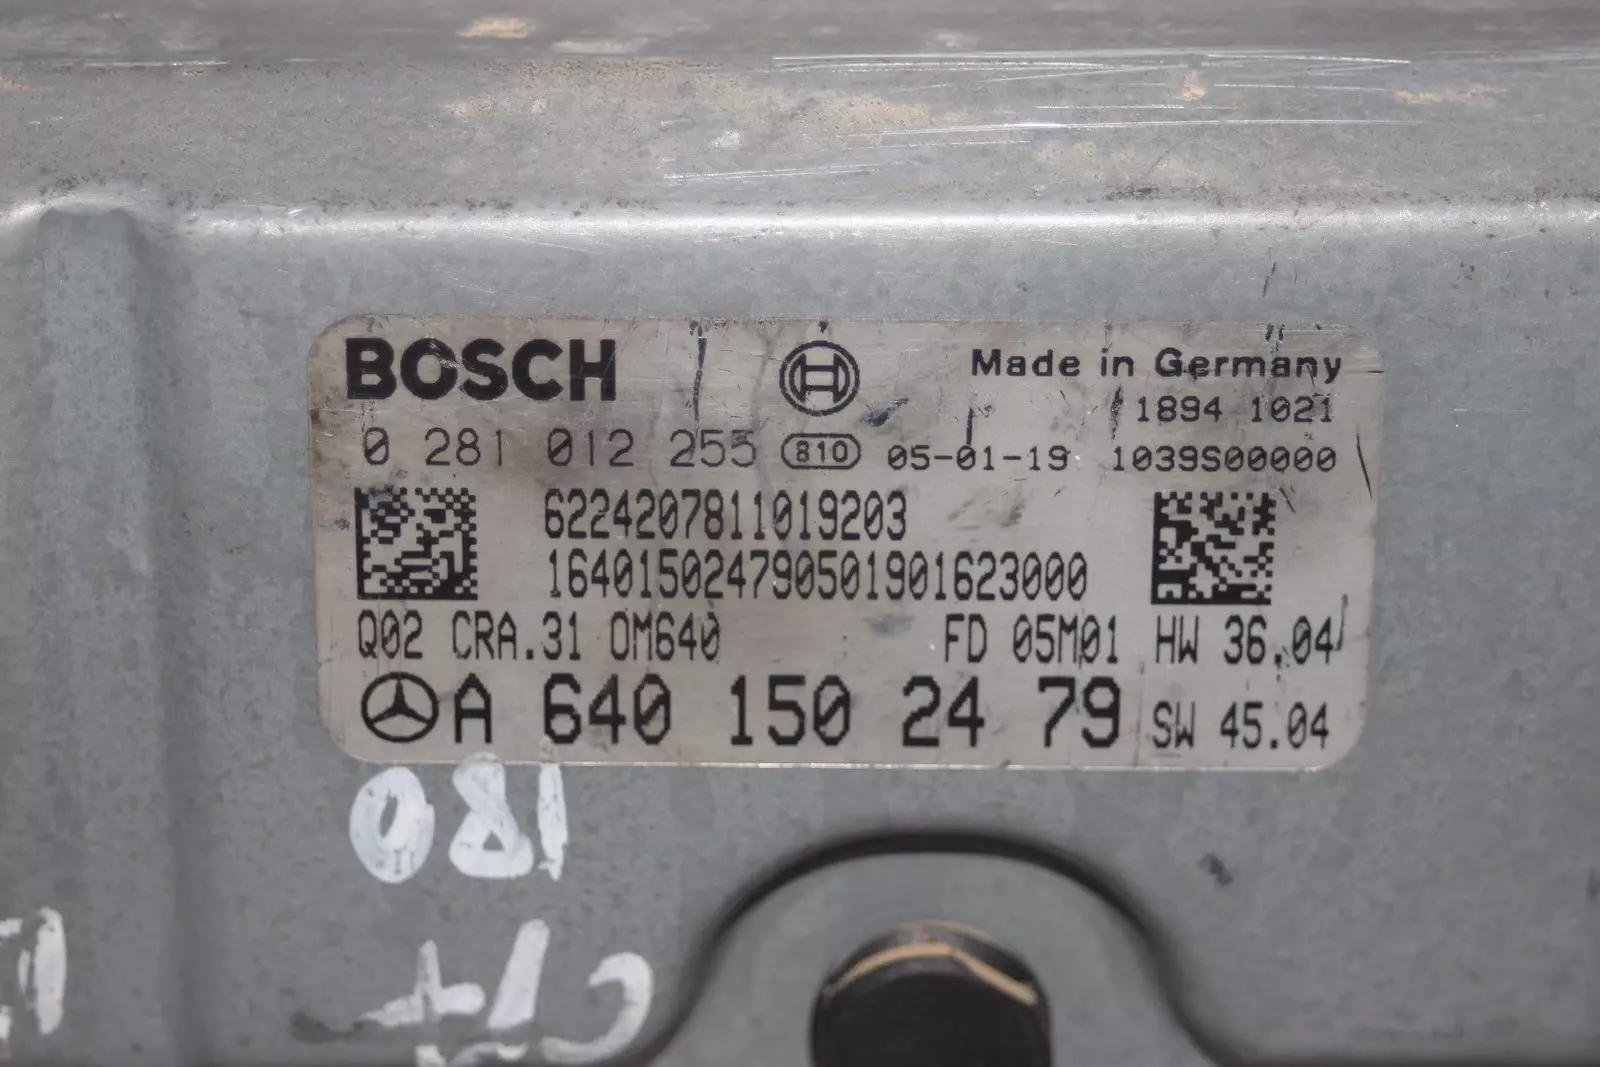 BOSCH Made in Germany
1894 1021
0 281 012 255 810 05-01-19 1039S00000
6224207811019203
164015024790501901623000
Q02 CRA.31 OM640 FD 05M01 HW 36.04
A 640 150 24 79 SW 45.04
180